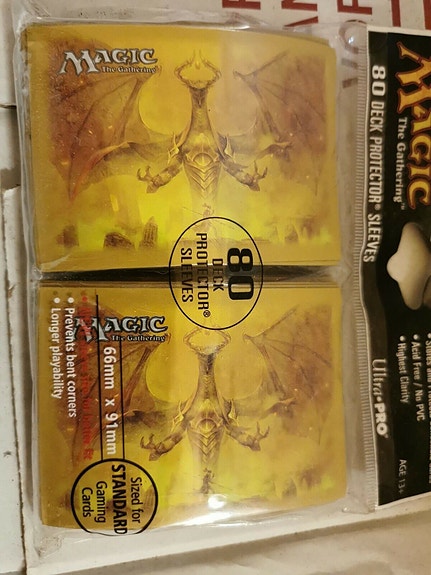 MAGIC
The Gathering®
MAGIC
The Gathering®
80
DECK
PROTECTOR®
SLEEVES
66mm x 91mm
• Prevents bent corners
• Longer playability
Sized for
STANDARD
Gaming
Cards
MAGIC
The Gathering®
80 DECK PROTECTOR® SLEEVES
• Acid Free / No PVC
• Highest Clarity
Ultra•PRO®
AGE 13+